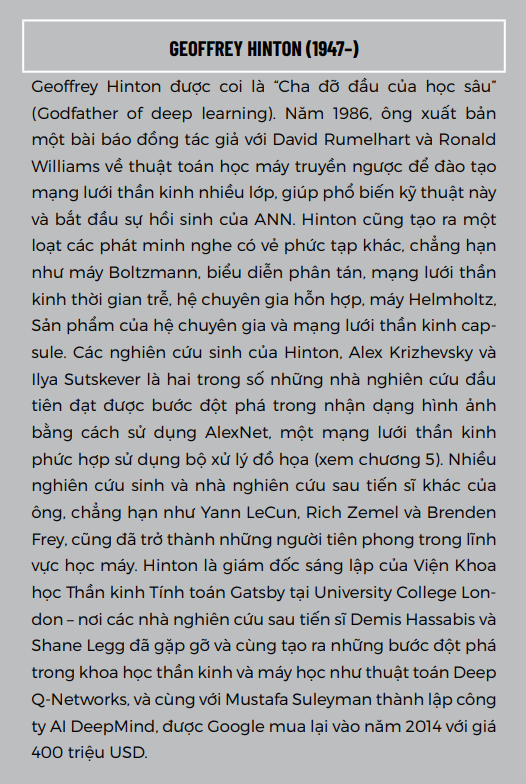 GEOFFREY HINTON (1947–)
Geoffrey Hinton được coi là “Cha đỡ đầu của học sâu”
(Godfather of deep learning). Năm 1986, ông xuất bản
một bài báo đồng tác giả với David Rumelhart và Ronald
Williams về thuật toán học máy truyền ngược để đào tạo
mạng lưới thần kinh nhiều lớp, giúp phổ biến kỹ thuật này
và bắt đầu sự hồi sinh của ANN. Hinton cũng tạo ra một
loạt các phát minh nghe có vẻ phức tạp khác, chẳng hạn
như máy Boltzmann, biểu diễn phân tán, mạng lưới thần
kinh thời gian trễ, hệ chuyên gia hỗn hợp, máy Helmholtz,
Sản phẩm của hệ chuyên gia và mạng lưới thần kinh cap-
sule. Các nghiên cứu sinh của Hinton, Alex Krizhevsky và
Ilya Sutskever là hai trong số những nhà nghiên cứu đầu
tiên đạt được bước đột phá trong nhận dạng hình ảnh
bằng cách sử dụng AlexNet, một mạng lưới thần kinh
phức hợp sử dụng bộ xử lý đồ họa (xem chương 5). Nhiều
nghiên cứu sinh và nhà nghiên cứu sau tiến sĩ khác của
ông, chẳng hạn như Yann LeCun, Rich Zemel và Brenden
Frey, cũng đã trở thành những người tiên phong trong lĩnh
vực học máy. Hinton là giám đốc sáng lập của Viện Khoa
học Thần kinh Tính toán Gatsby tại University College Lon-
don – nơi các nhà nghiên cứu sau tiến sĩ Demis Hassabis và
Shane Legg đã gặp gỡ và cùng tạo ra những bước đột phá
trong khoa học thần kinh và máy học như thuật toán Deep
Q-Networks, và cùng với Mustafa Suleyman thành lập công
ty AI DeepMind, được Google mua lại vào năm 2014 với giá
400 triệu USD.